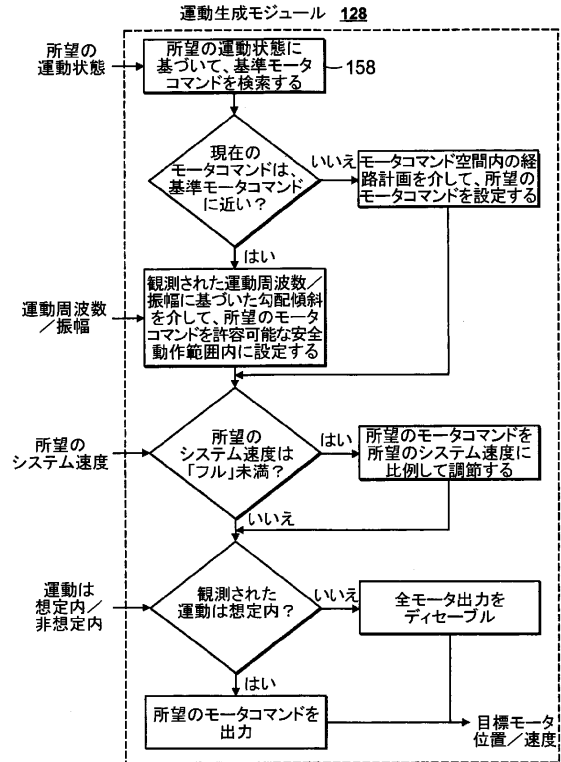 運動生成モジュール 128
所望の
運動状態
所望の運動状態に
基づいて、基準モータ
コマンドを検索する
158
現在の
モータコマンドは、
基準モータコマンド
に近い?
いいえ
モータコマンド空間内の経
路計画を介して、所望の
モータコマンドを設定する
はい
運動周波数
/振幅
観測された運動周波数/
振幅に基づいた勾配傾斜
を介して、所望のモータ
コマンドを許容可能な安全
動作範囲内に設定する
所望の
システム速度
所望の
システム速度は
「フル」未満?
はい
所望のモータコマンドを
所望のシステム速度に
比例して調節する
いいえ
運動は
想定内/
非想定内
観測された
運動は想定内?
いいえ
全モータ出力を
ディセーブル
はい
所望のモータコマンドを
出力
目標モータ
位置/速度